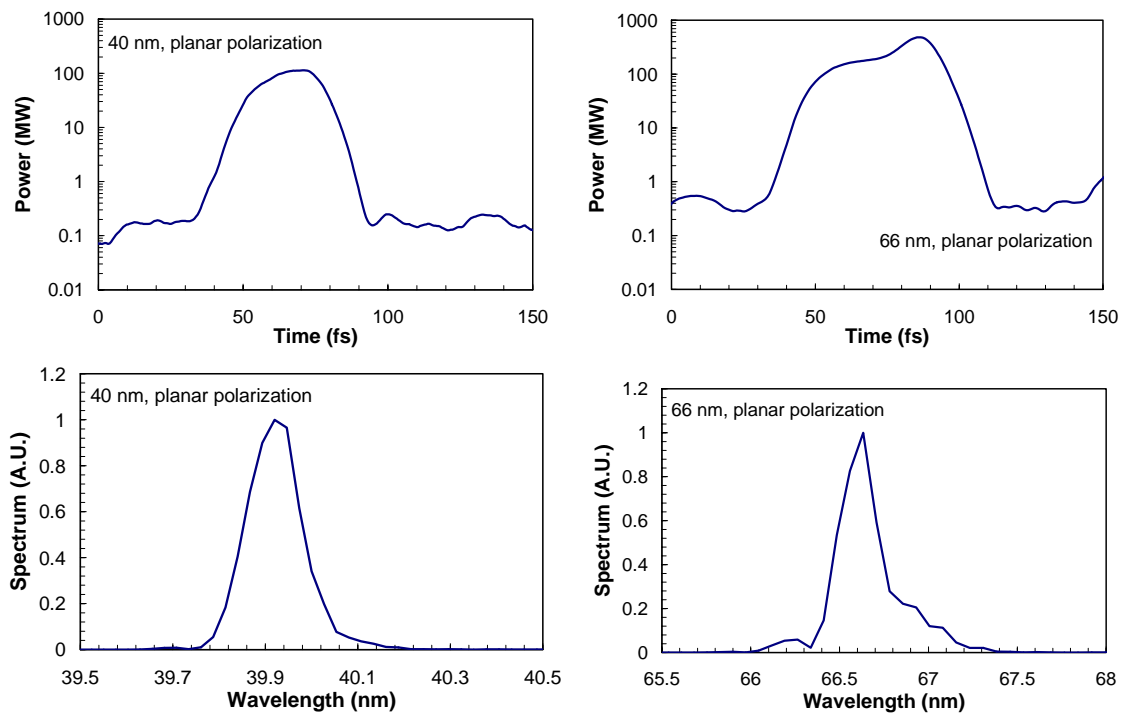 1000
100
10
1
0.1
0.01
Power (MW)
40 nm, planar polarization
0 50 100 150
Time (fs)
1000
100
10
1
0.1
0.01
Power (MW)
66 nm, planar polarization
0 50 100 150
Time (fs)
1.2
1
0.8
0.6
0.4
0.2
0
Spectrum (A.U.)
40 nm, planar polarization
39.5 39.7 39.9 40.1 40.3 40.5
Wavelength (nm)
1.2
1
0.8
0.6
0.4
0.2
0
Spectrum (A.U.)
66 nm, planar polarization
65.5 66 66.5 67 67.5 68
Wavelength (nm)